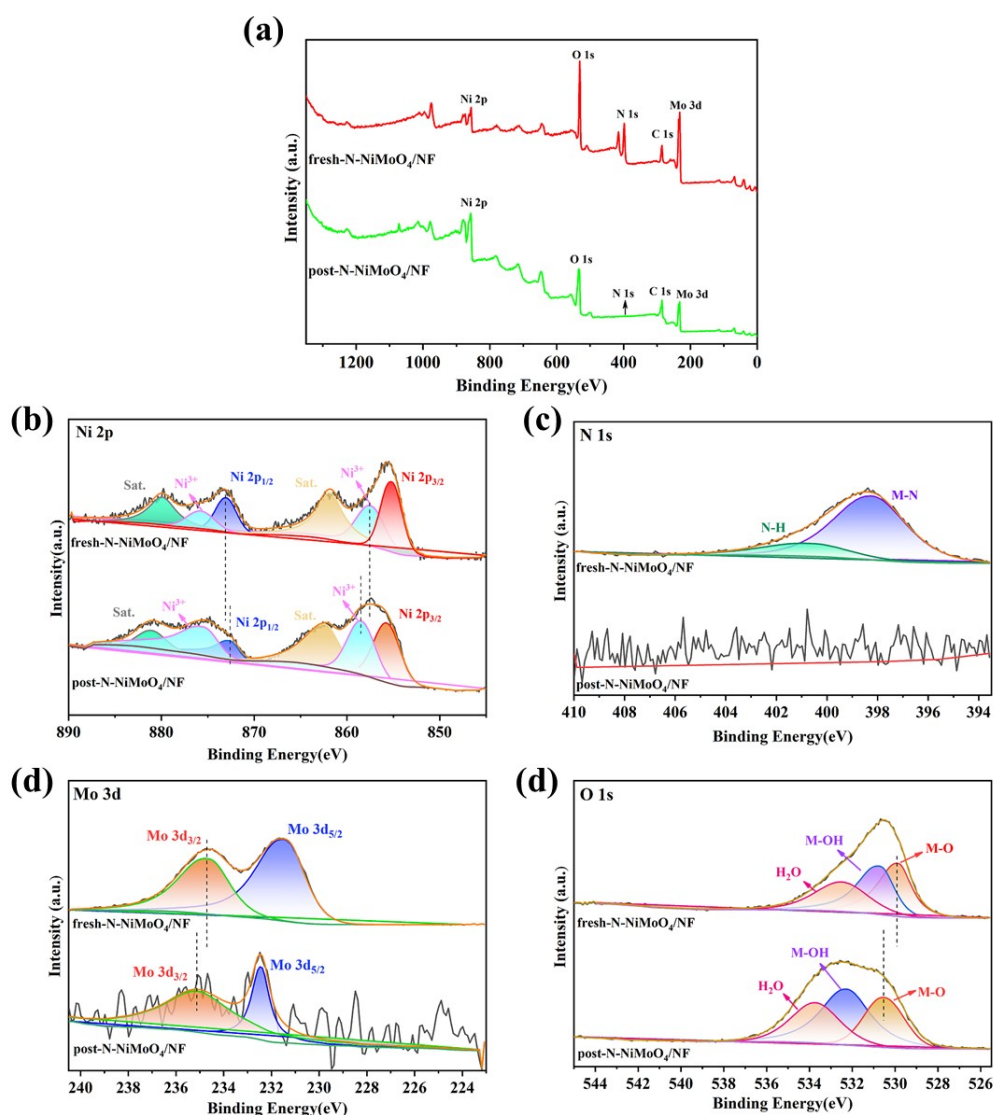 (a)
O 1s
Ni 2p
N 1s
C 1s
Mo 3d
fresh-N-NiMoO₄/NF
Ni 2p
O 1s
N 1s
C 1s
Mo 3d
post-N-NiMoO₄/NF
Intensity (a.u.)
1200 1000 800 600 400 200 0
Binding Energy(eV)
(b)
Ni 2p
Sat.
Ni³⁺
Ni 2p₁/₂
Sat.
Ni³⁺
Ni 2p₃/₂
fresh-N-NiMoO₄/NF
Sat.
Ni³⁺
Ni 2p₁/₂
Sat.
Ni³⁺
Ni 2p₃/₂
post-N-NiMoO₄/NF
Intensity(a.u.)
890 880 870 860 850
Binding Energy(eV)
(c)
N 1s
M-N
N-H
fresh-N-NiMoO₄/NF
post-N-NiMoO₄/NF
Intensity(a.u.)
410 408 406 404 402 400 398 396 394
Binding Energy(eV)
(d)
Mo 3d
Mo 3d₃/₂
Mo 3d₅/₂
fresh-N-NiMoO₄/NF
Mo 3d₃/₂
Mo 3d₅/₂
post-N-NiMoO₄/NF
Intensity (a.u.)
240 238 236 234 232 230 228 226 224
Binding Energy(eV)
(d)
O 1s
M-OH
M-O
H₂O
fresh-N-NiMoO₄/NF
M-OH
H₂O
M-O
post-N-NiMoO₄/NF
Intensity (a.u.)
544 542 540 538 536 534 532 530 528 526
Binding Energy(eV)